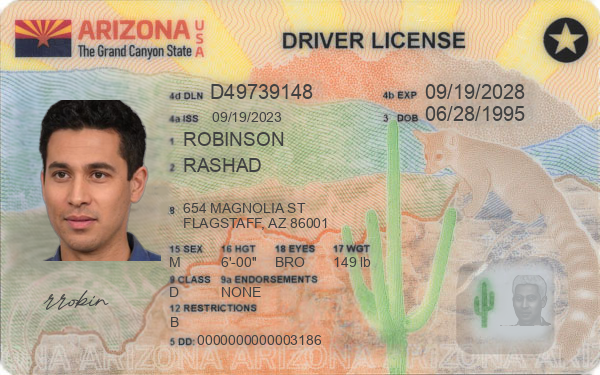 ARIZONA USA
The Grand Canyon State
DRIVER LICENSE
4d DLN D49739148
4b EXP 09/19/2028
4a ISS 09/19/2023
3 DOB 06/28/1995
1 ROBINSON
2 RASHAD
8 654 MAGNOLIA ST
FLAGSTAFF, AZ 86001
15 SEX 16 HGT 18 EYES 17 WGT
M 6'-00" BRO 149 lb
9 CLASS 9a ENDORSEMENTS
D NONE
12 RESTRICTIONS
B
rrobin
5 DD: 0000000000003186
ARIZONA ARIZONA ARIZONA ARIZONA